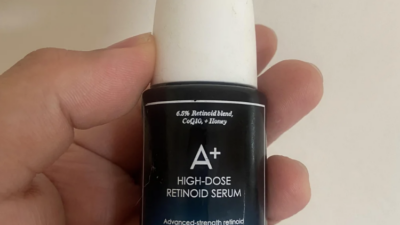 6.5% Retinoid blend,
CoQ10, + Honey
A+
HIGH-DOSE
RETINOID SERUM
Advanced-strength retinoid